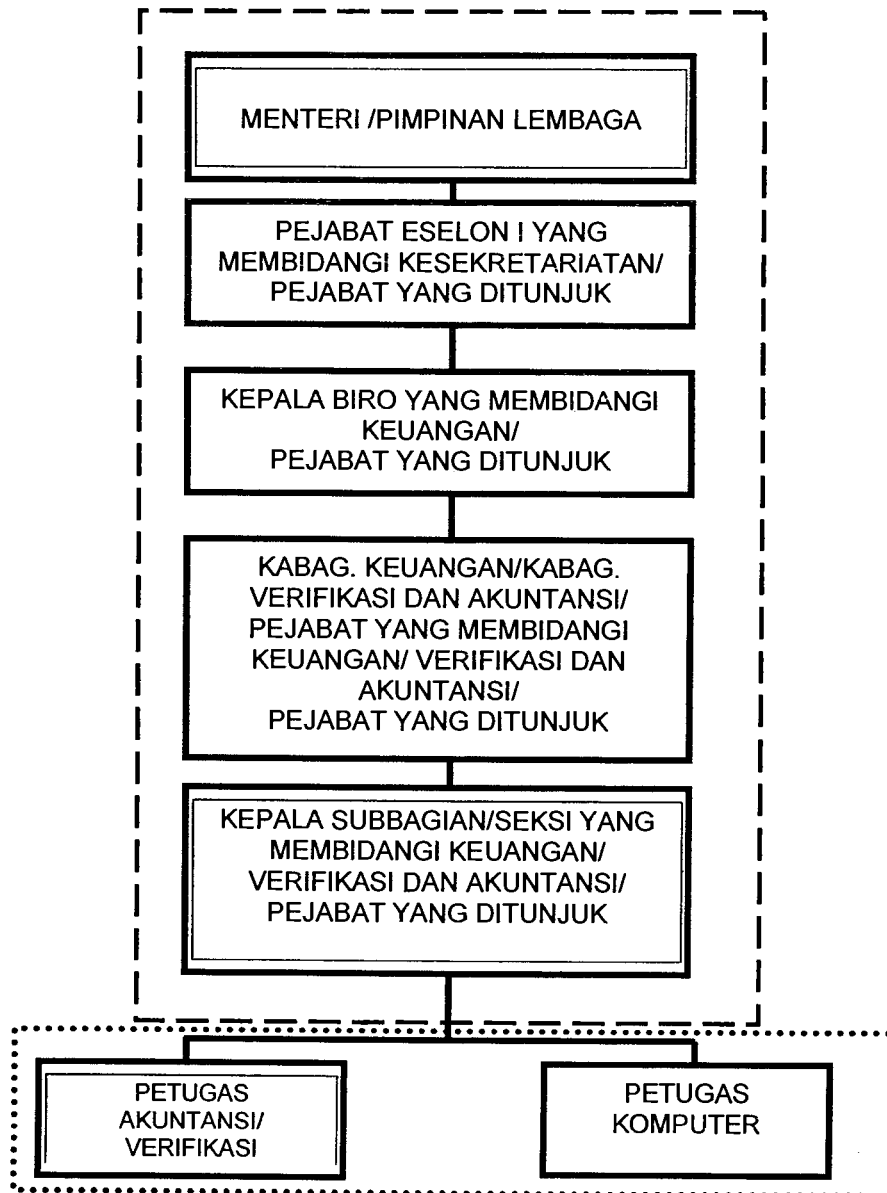 MENTERI /PIMPINAN LEMBAGA
PEJABAT ESELON I YANG
MEMBIDANGI KESEKRETARIATAN/
PEJABAT YANG DITUNJUK
KEPALA BIRO YANG MEMBIDANGI
KEUANGAN/
PEJABAT YANG DITUNJUK
KABAG. KEUANGAN/KABAG.
VERIFIKASI DAN AKUNTANSI/
PEJABAT YANG MEMBIDANGI
KEUANGAN/ VERIFIKASI DAN
AKUNTANSI/
PEJABAT YANG DITUNJUK
KEPALA SUBBAGIAN/SEKSI YANG
MEMBIDANGI KEUANGAN/
VERIFIKASI DAN AKUNTANSI/
PEJABAT YANG DITUNJUK
PETUGAS
AKUNTANSI/
VERIFIKASI
PETUGAS
KOMPUTER